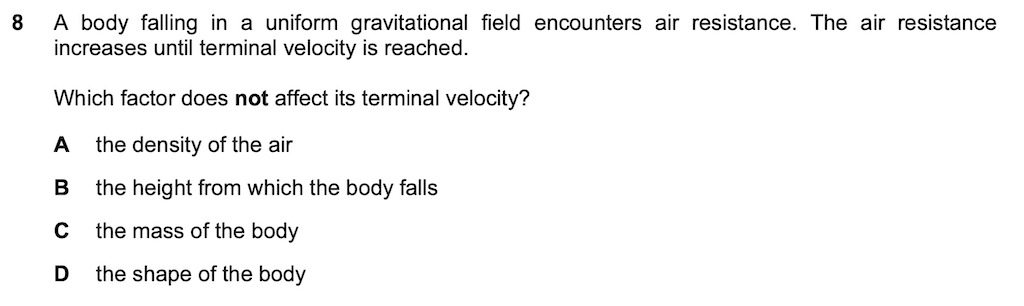 8 A body falling in a uniform gravitational field encounters air resistance. The air resistance
increases until terminal velocity is reached.
Which factor does not affect its terminal velocity?
A the density of the air
B the height from which the body falls
C the mass of the body
D the shape of the body